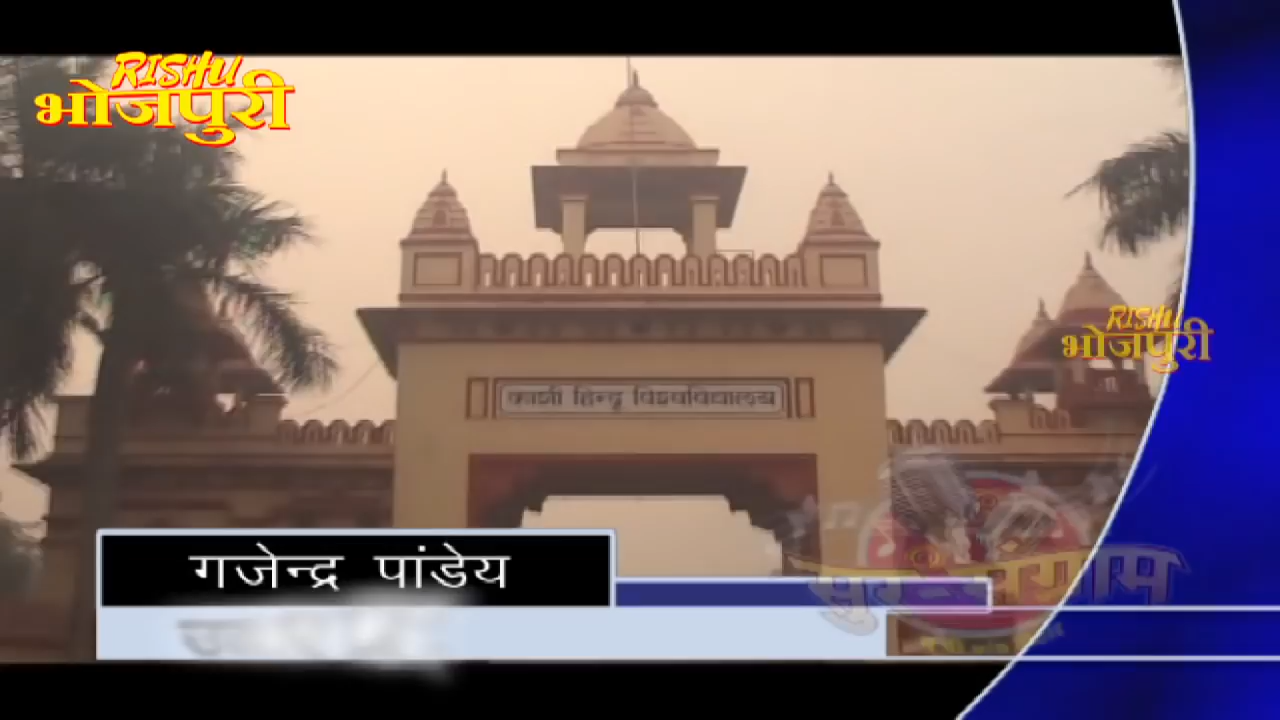 RISHU
भोजपुरी
RISHU
भोजपुरी
काशी हिन्दू विश्वविद्यालय
सुर-संग्राम
गजेन्द्र पांडेय